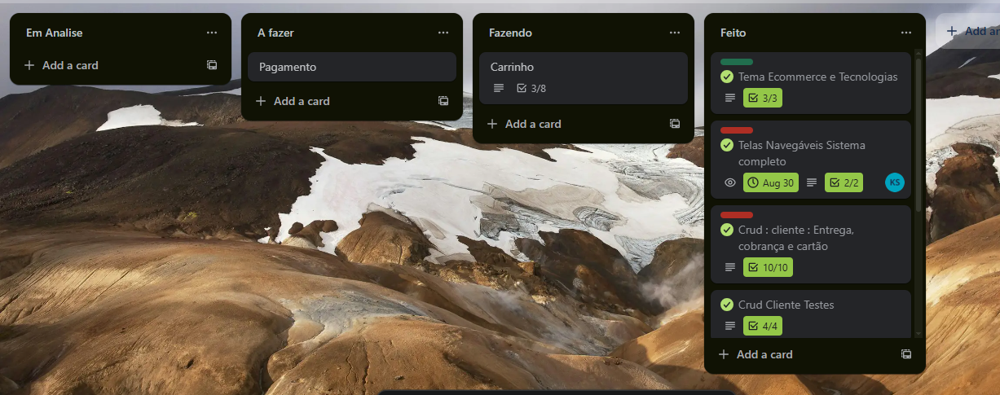 Em Analise
Add a card
A fazer
Pagamento
Add a card
Fazendo
Carrinho
3/8
Add a card
Feito
Tema Ecommerce e Tecnologias
3/3
Telas Navegáveis Sistema
completo
Aug 30
2/2
KS
Crud : cliente : Entrega,
cobrança e cartão
10/10
Crud Cliente Testes
4/4
Add a card
Add